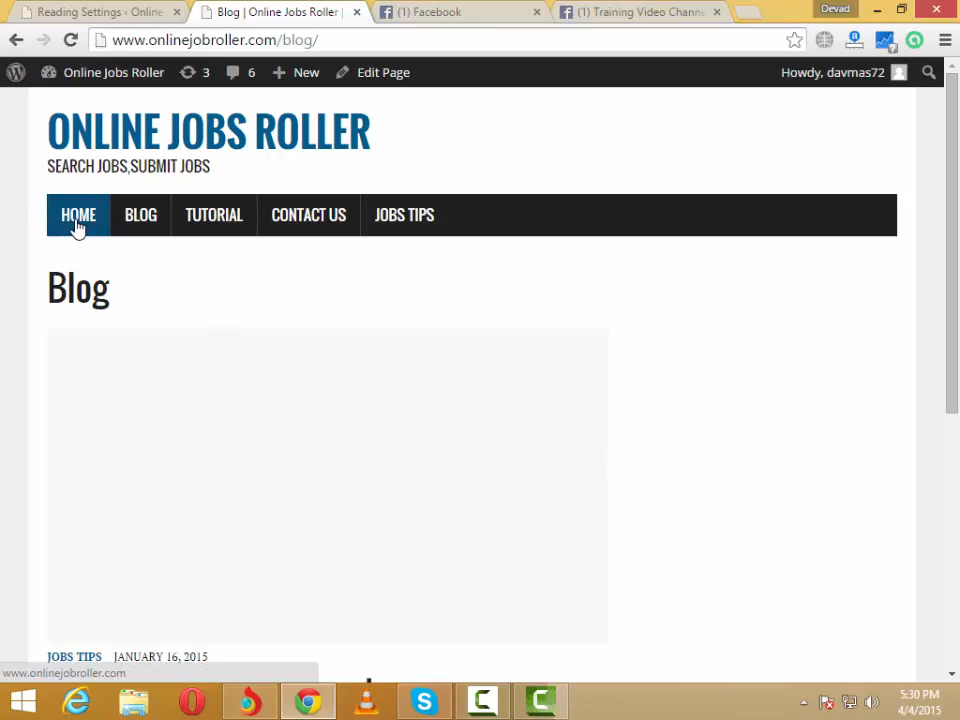 Reading Settings ‹ Online
Blog | Online Jobs Roller |
(1) Facebook
(1) Training Video Chann
Devad
www.onlinejobroller.com/blog/
Online Jobs Roller
3
6
New
Edit Page
Howdy, davmas72
ONLINE JOBS ROLLER
SEARCH JOBS,SUBMIT JOBS
HOME
BLOG
TUTORIAL
CONTACT US
JOBS TIPS
Blog
JOBS TIPS
JANUARY 16, 2015
www.onlinejobroller.com
5:30 PM
4/4/2015